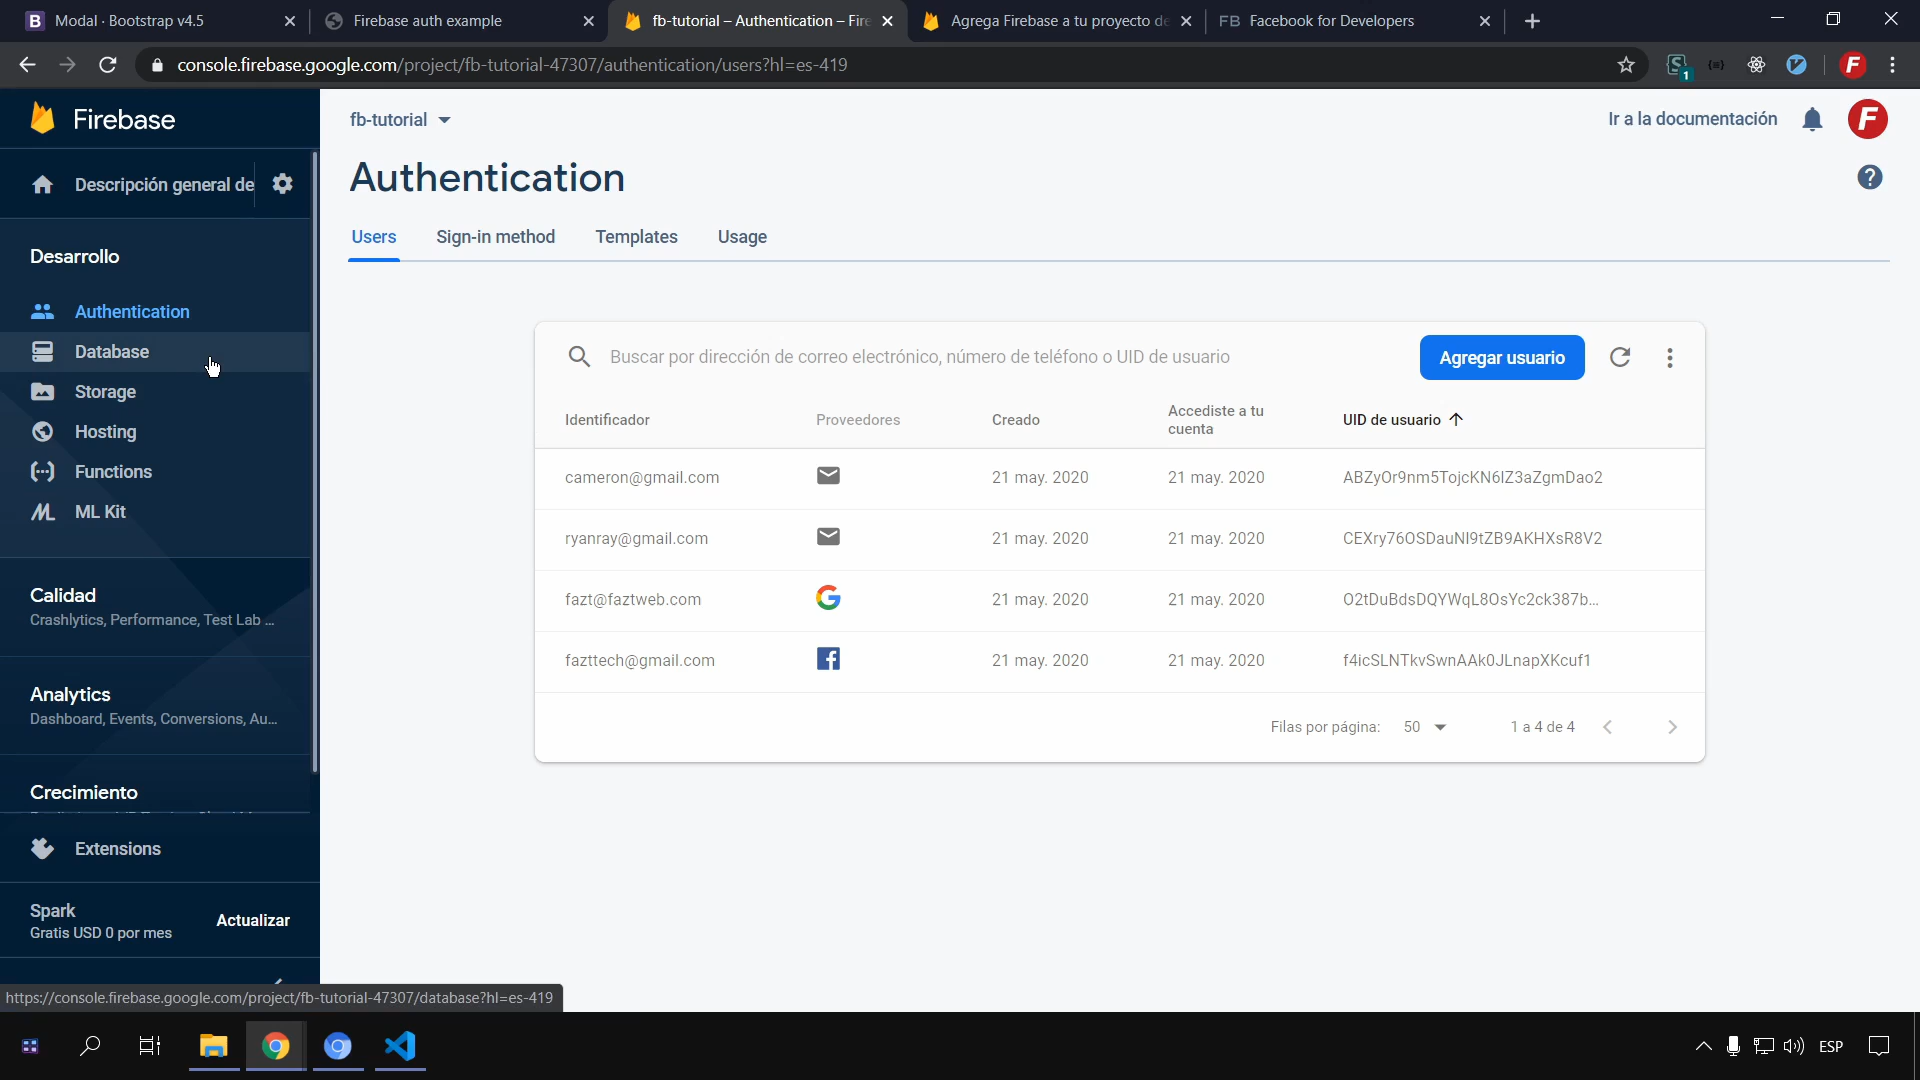 Modal · Bootstrap v4.5
Firebase auth example
fb-tutorial – Authentication – Fire
Agrega Firebase a tu proyecto de
FB Facebook for Developers
console.firebase.google.com/project/fb-tutorial-47307/authentication/users?hl=es-419
1
F
Firebase
fb-tutorial
Ir a la documentación
F
Descripción general de
Authentication
Users
Sign-in method
Templates
Usage
Desarrollo
Authentication
Database
Storage
Hosting
Functions
ML Kit
Calidad
Crashlytics, Performance, Test Lab ...
Analytics
Dashboard, Events, Conversions, Au...
Crecimiento
Extensions
Spark
Gratis USD 0 por mes
Actualizar
Buscar por dirección de correo electrónico, número de teléfono o UID de usuario
Agregar usuario
Identificador
Proveedores
Creado
Accediste a tu
cuenta
UID de usuario
cameron@gmail.com 21 may. 2020 21 may. 2020 ABZyOr9nm5TojcKN6IZ3aZgmDao2
ryanray@gmail.com 21 may. 2020 21 may. 2020 CEXry76OSDauNI9tZB9AKHXsR8V2
fazt@faztweb.com 21 may. 2020 21 may. 2020 O2tDuBdsDQYWqL8OsYc2ck387b...
fazttech@gmail.com 21 may. 2020 21 may. 2020 f4icSLNTkvSwnAAk0JLnapXKcuf1
Filas por página: 50 1 a 4 de 4
https://console.firebase.google.com/project/fb-tutorial-47307/database?hl=es-419
ESP